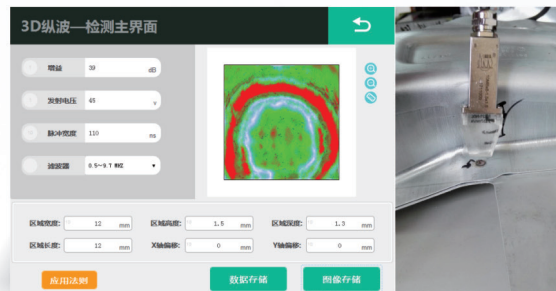 3D纵波—检测主界面
增益 39 dB
发射电压 45 v
脉冲宽度 110 ns
滤波器 0.5~9.7 MHZ
区域宽度: 12 mm 区域高度: 1.5 mm 区域深度: 1.3 mm
区域长度: 12 mm X轴偏移: 0 mm Y轴偏移: 0 mm
应用法则 数据存储 图像存储